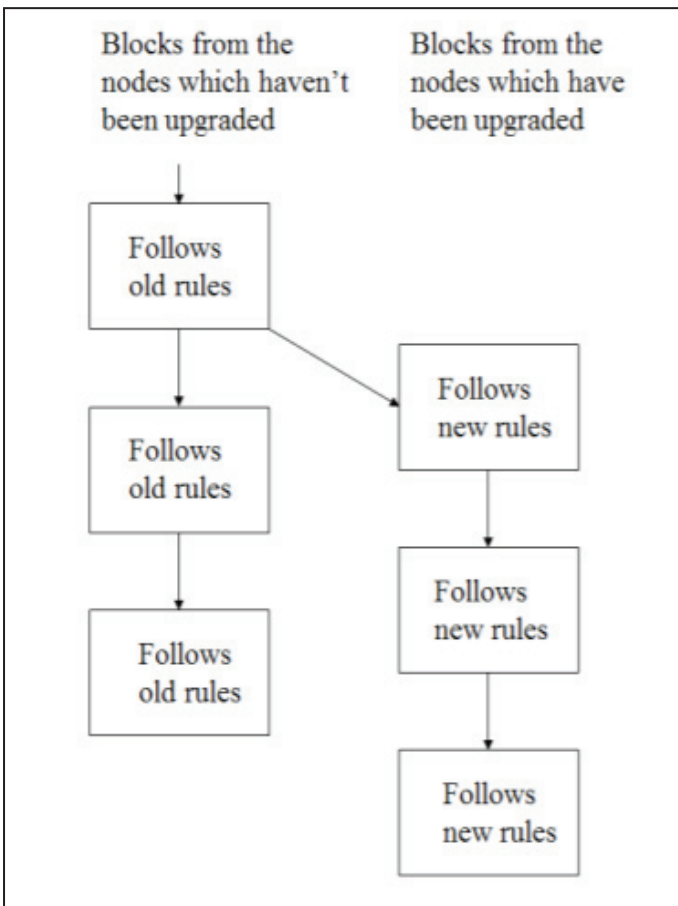 Blocks from the
nodes which haven't
been upgraded
Blocks from the
nodes which have
been upgraded
Follows
old rules
Follows
new rules
Follows
old rules
Follows
new rules
Follows
old rules
Follows
new rules